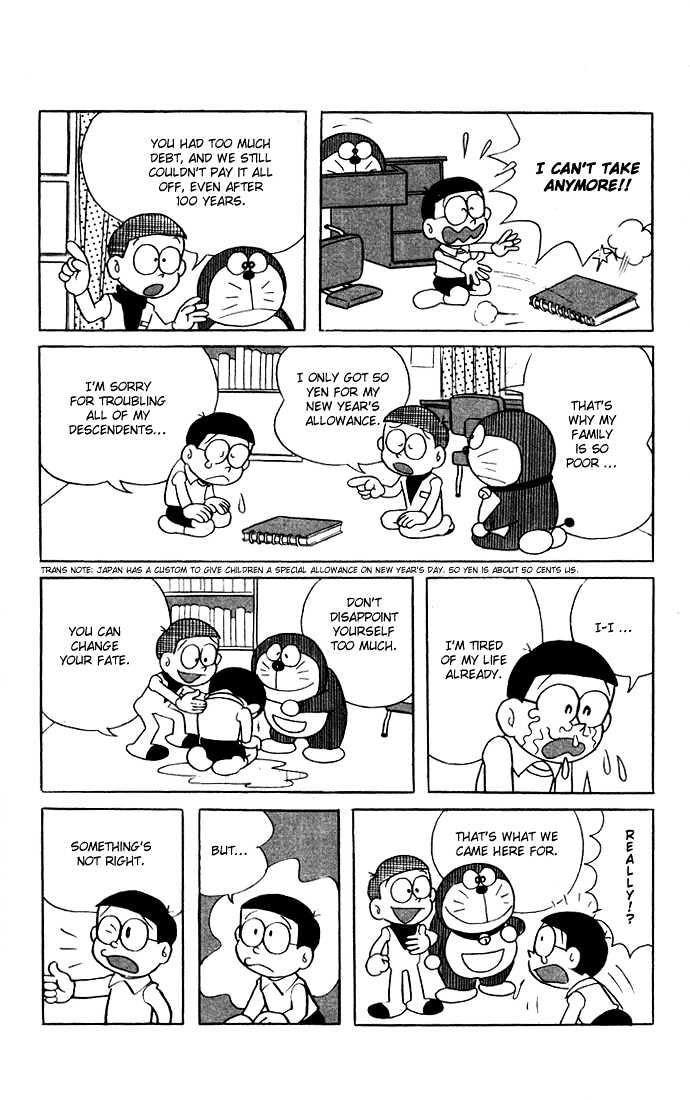 I CAN'T TAKE
ANYMORE!!
YOU HAD TOO MUCH
DEBT, AND WE STILL
COULDN'T PAY IT ALL
OFF, EVEN AFTER
100 YEARS.
THAT'S
WHY MY
FAMILY
IS SO
POOR ...
I ONLY GOT 50
YEN FOR MY
NEW YEAR'S
ALLOWANCE.
I'M SORRY
FOR TROUBLING
ALL OF MY
DESCENDENTS...
TRANS NOTE: JAPAN HAS A CUSTOM TO GIVE CHILDREN A SPECIAL ALLOWANCE ON NEW YEAR'S DAY. 50 YEN IS ABOUT 50 CENTS US.
I-I ...
I'M TIRED
OF MY LIFE
ALREADY.
DON'T
DISAPPOINT
YOURSELF
TOO MUCH.
YOU CAN
CHANGE
YOUR FATE.
REALLY!?
THAT'S WHAT WE
CAME HERE FOR.
BUT...
SOMETHING'S
NOT RIGHT.